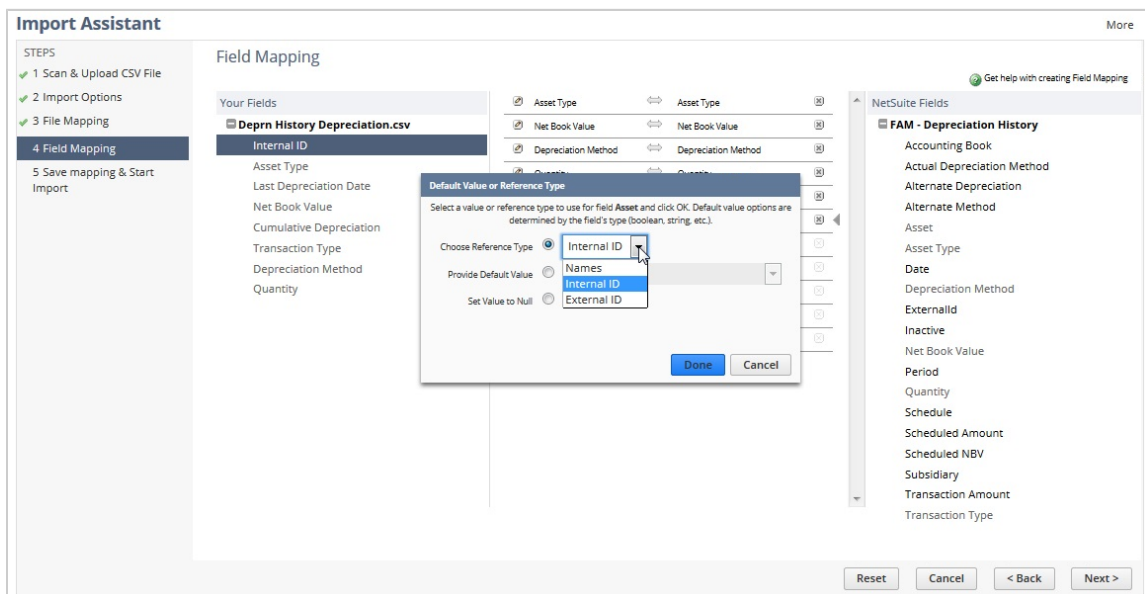 Import Assistant
More
STEPS
1 Scan & Upload CSV File
2 Import Options
3 File Mapping
4 Field Mapping
5 Save mapping & Start
Import
Field Mapping
Get help with creating Field Mapping
Your Fields
Deprn History Depreciation.csv
Internal ID
Asset Type
Last Depreciation Date
Net Book Value
Cumulative Depreciation
Transaction Type
Depreciation Method
Quantity
Asset Type Asset Type
Net Book Value Net Book Value
Depreciation Method Depreciation Method
Default Value or Reference Type
Select a value or reference type to use for field Asset and click OK. Default value options are
determined by the field's type (boolean, string, etc.).
Choose Reference Type Internal ID
Names
Internal ID
External ID
Provide Default Value
Set Value to Null
Done Cancel
NetSuite Fields
FAM - Depreciation History
Accounting Book
Actual Depreciation Method
Alternate Depreciation
Alternate Method
Asset
Asset Type
Date
Depreciation Method
ExternalId
Inactive
Net Book Value
Period
Quantity
Schedule
Scheduled Amount
Scheduled NBV
Subsidiary
Transaction Amount
Transaction Type
Reset Cancel < Back Next >